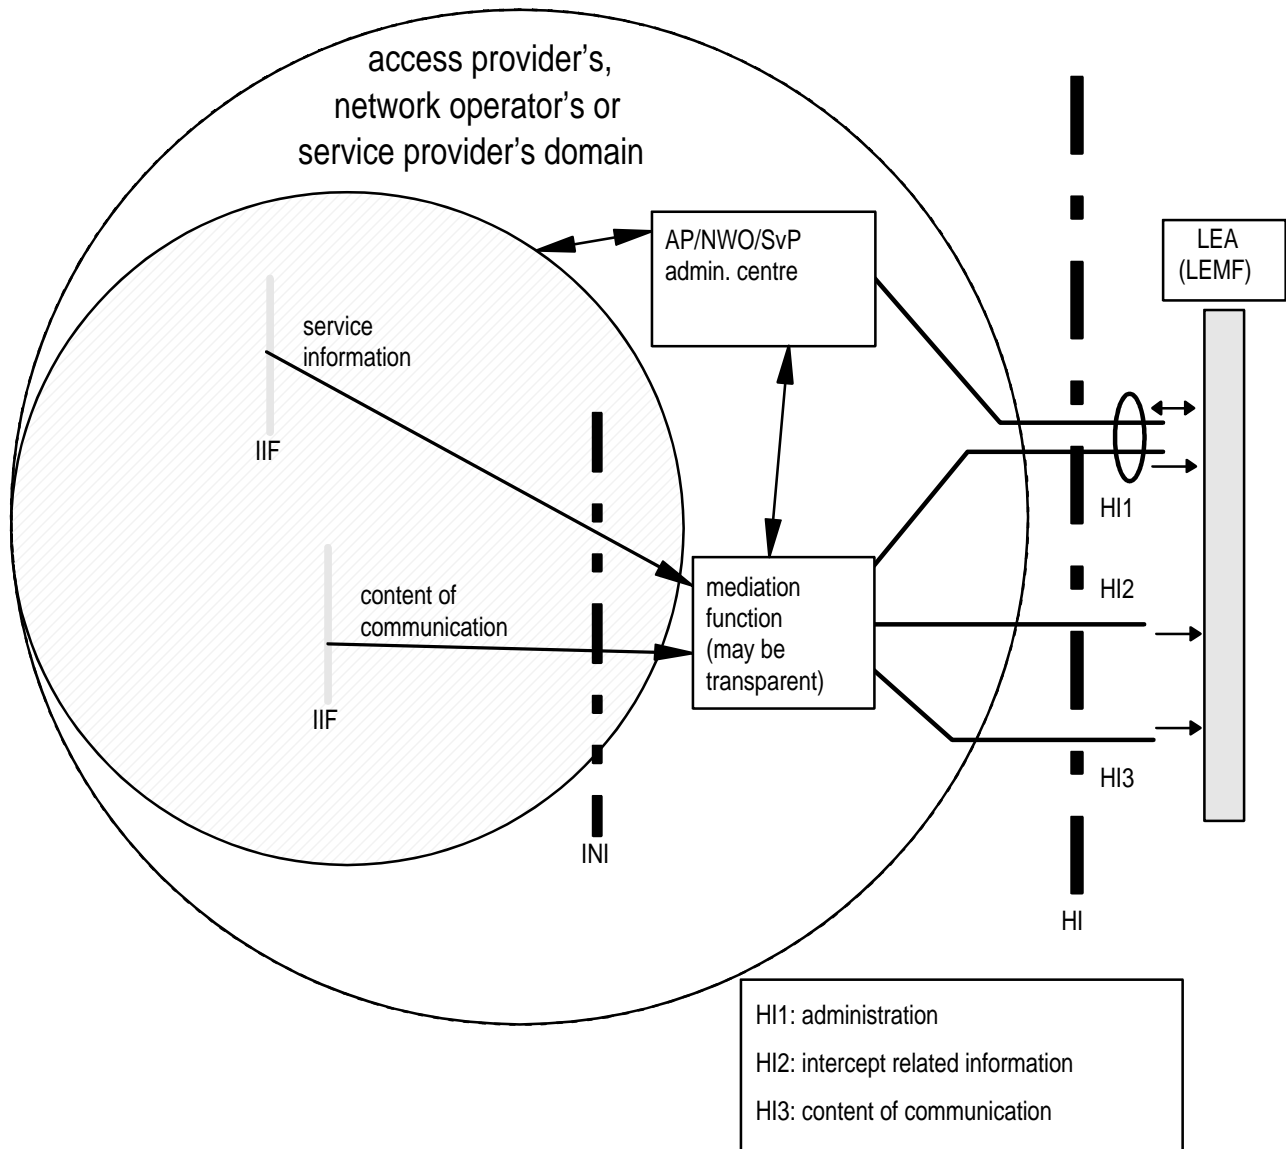 access provider's,
network operator's or
service provider's domain
AP/NWO/SvP
admin. centre
LEA
(LEMF)
service
information
IIF
HI1
content of
communication
mediation
function
(may be
transparent)
HI2
IIF
HI3
INI
HI
HI1: administration
HI2: intercept related information
HI3: content of communication